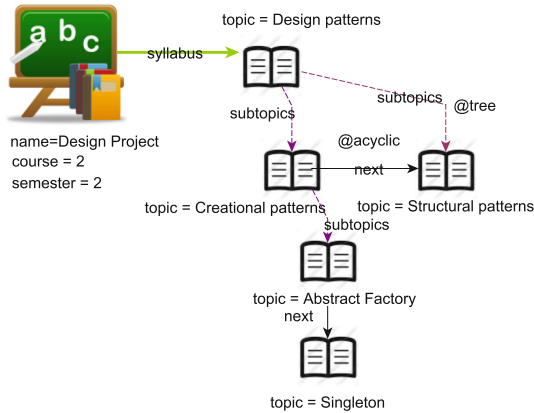 topic = Design patterns
a b c
syllabus
subtopics
@tree
subtopics
name=Design Project
course = 2
semester = 2
@acyclic
next
topic = Creational patterns
topic = Structural patterns
subtopics
topic = Abstract Factory
next
topic = Singleton